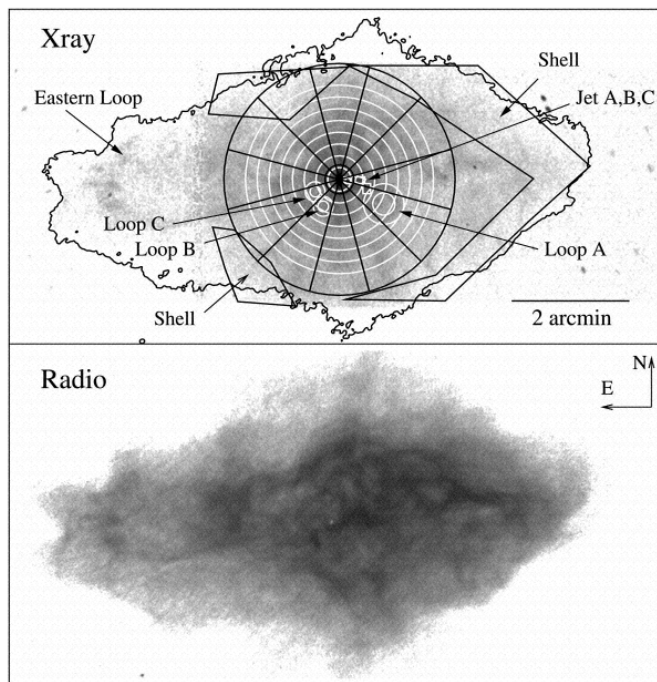 Xray
Shell
Eastern Loop
Jet A,B,C
Loop C
Loop B
Loop A
Shell
2 arcmin
Radio
N
E